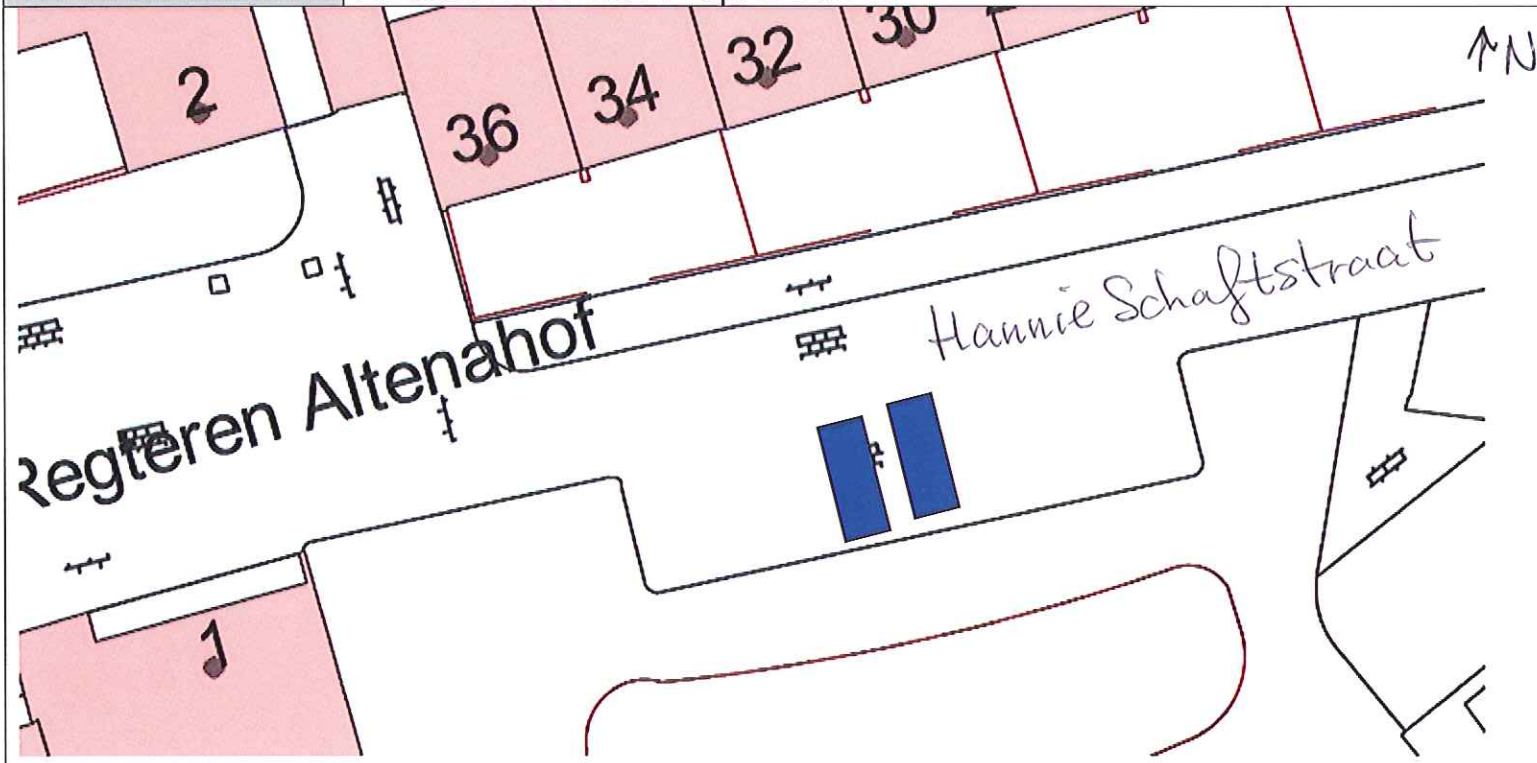 30
32
↑N
2
34
36
Hannie Schaftstraat
Regteren Altenahof
1